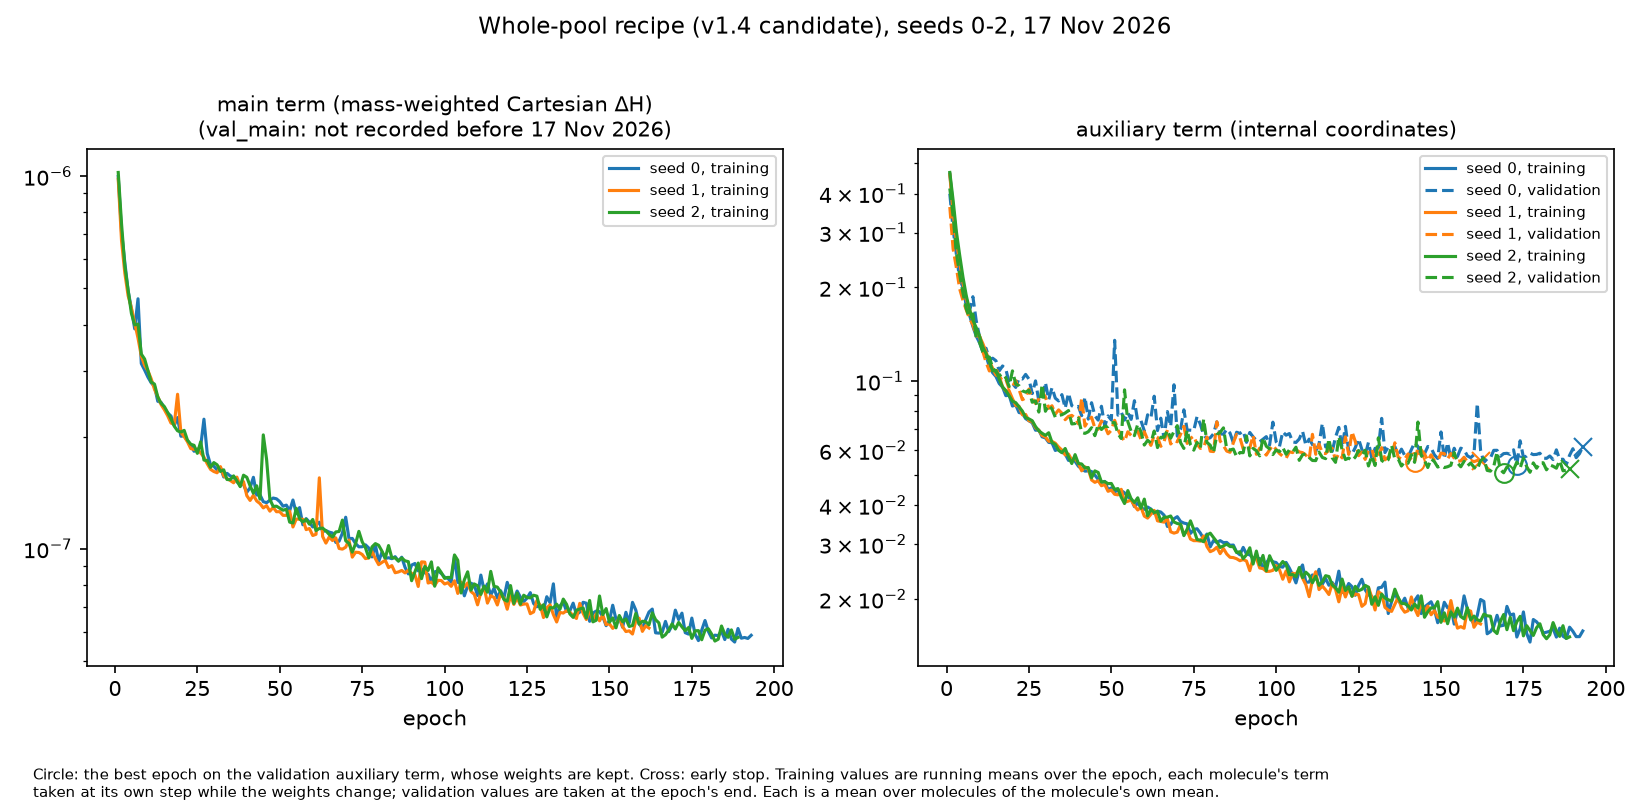 Whole-pool recipe (v1.4 candidate), seeds 0-2, 17 Nov 2026
main term (mass-weighted Cartesian ΔH)
(val_main: not recorded before 17 Nov 2026)
10⁻⁶
10⁻⁷
seed 0, training
seed 1, training
seed 2, training
0 25 50 75 100 125 150 175 200
epoch
auxiliary term (internal coordinates)
4 × 10⁻¹
3 × 10⁻¹
2 × 10⁻¹
10⁻¹
6 × 10⁻²
4 × 10⁻²
3 × 10⁻²
2 × 10⁻²
seed 0, training
seed 0, validation
seed 1, training
seed 1, validation
seed 2, training
seed 2, validation
0 25 50 75 100 125 150 175 200
epoch
Circle: the best epoch on the validation auxiliary term, whose weights are kept. Cross: early stop. Training values are running means over the epoch, each molecule's term
taken at its own step while the weights change; validation values are taken at the epoch's end. Each is a mean over molecules of the molecule's own mean.